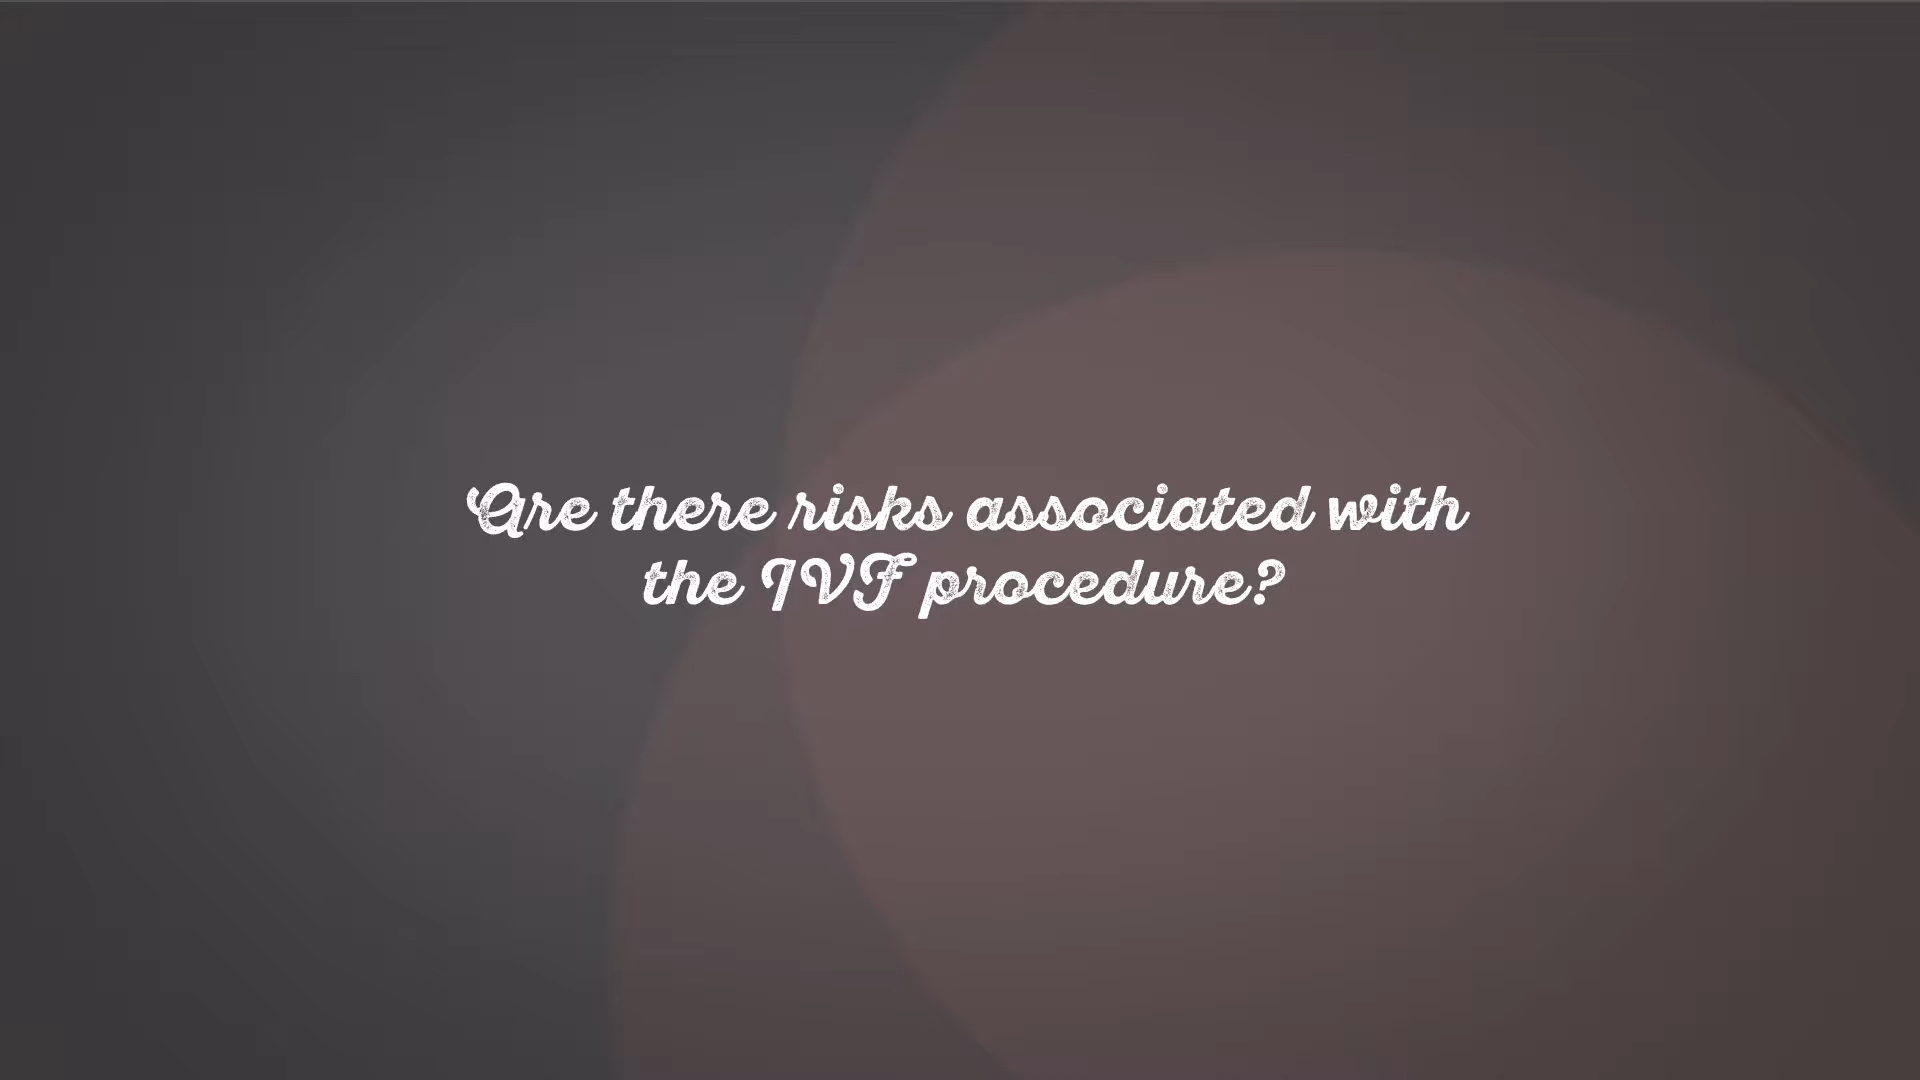 Are there risks associated with
the IVF procedure?